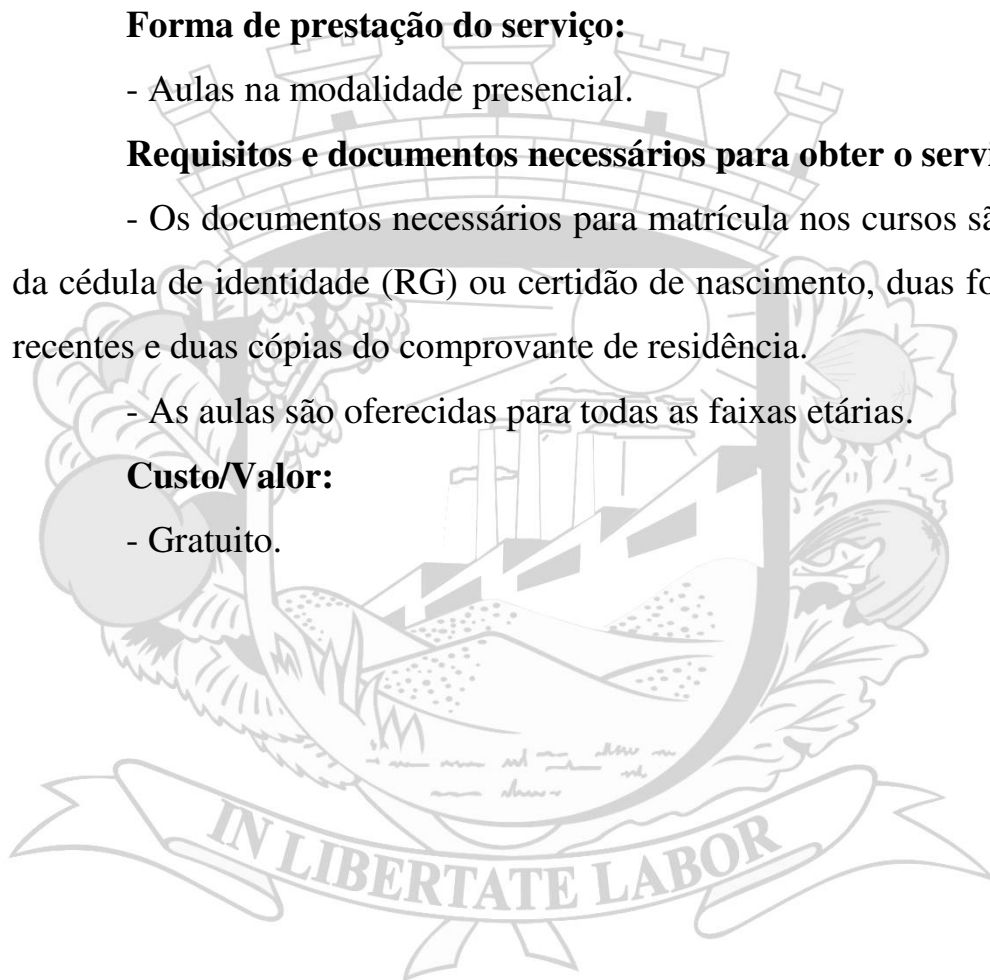 Forma de prestação do serviço:
- Aulas na modalidade presencial.
Requisitos e documentos necessários para obter o servi
- Os documentos necessários para matrícula nos cursos sã
da cédula de identidade (RG) ou certidão de nascimento, duas fo
recentes e duas cópias do comprovante de residência.
- As aulas são oferecidas para todas as faixas etárias.
Custo/Valor:
- Gratuito.
IN LIBERTATE LABOR